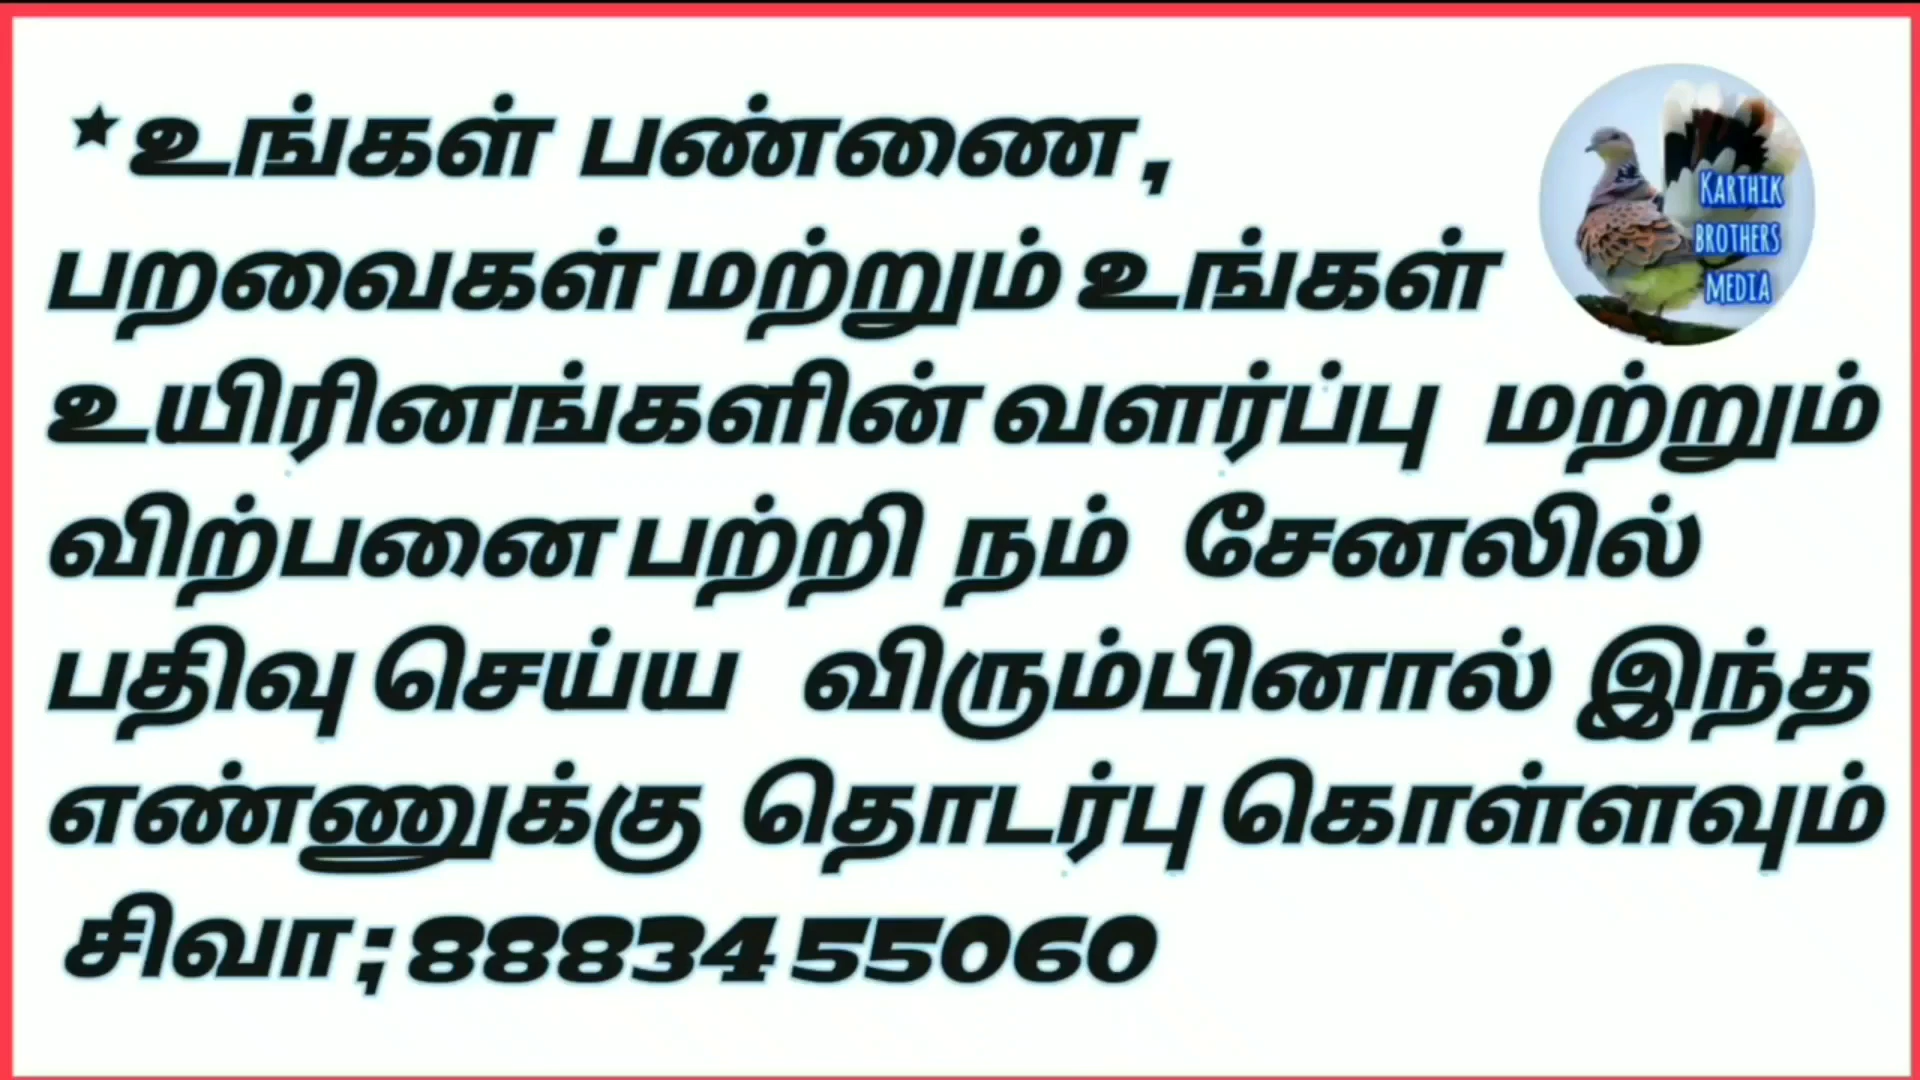 *உங்கள் பண்ணை,
பறவைகள் மற்றும் உங்கள்
உயிரினங்களின் வளர்ப்பு மற்றும்
விற்பனை பற்றி நம் சேனலில்
பதிவு செய்ய விரும்பினால் இந்த
எண்ணுக்கு தொடர்பு கொள்ளவும்
சிவா;88834 55060
KARTHIK
BROTHERS
MEDIA